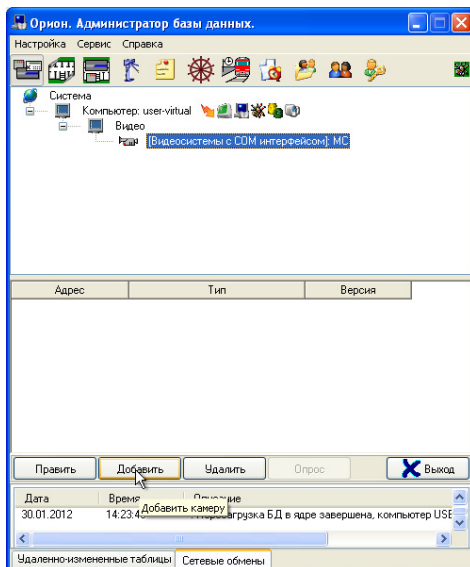 Орион. Администратор базы данных.
Настройка Сервис Справка
Система
Компьютер: user-virtual
Видео
[Видеосистемы с COM интерфейсом]: МС
Адрес Тип Версия
Править Добавить Удалить Опрос Выход
Дата Время Описание
30.01.2012 14:23:4 грузка БД в ядре завершена, компьютер USE
Добавить камеру
Удаленно-измененные таблицы Сетевые обмены